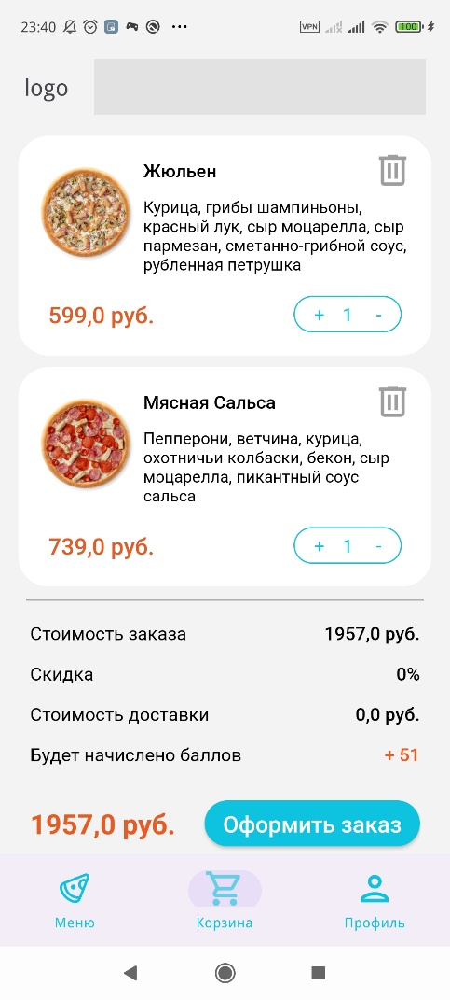 23:40
VPN
100
logo
Жюльен
Курица, грибы шампиньоны,
красный лук, сыр моцарелла, сыр
пармезан, сметанно-грибной соус,
рубленная петрушка
599,0 руб.
+ 1 -
Мясная Сальса
Пепперони, ветчина, курица,
охотничьи колбаски, бекон, сыр
моцарелла, пикантный соус
сальса
739,0 руб.
+ 1 -
Стоимость заказа 1957,0 руб.
Скидка 0%
Стоимость доставки 0,0 руб.
Будет начислено баллов + 51
1957,0 руб. Оформить заказ
Меню Корзина Профиль